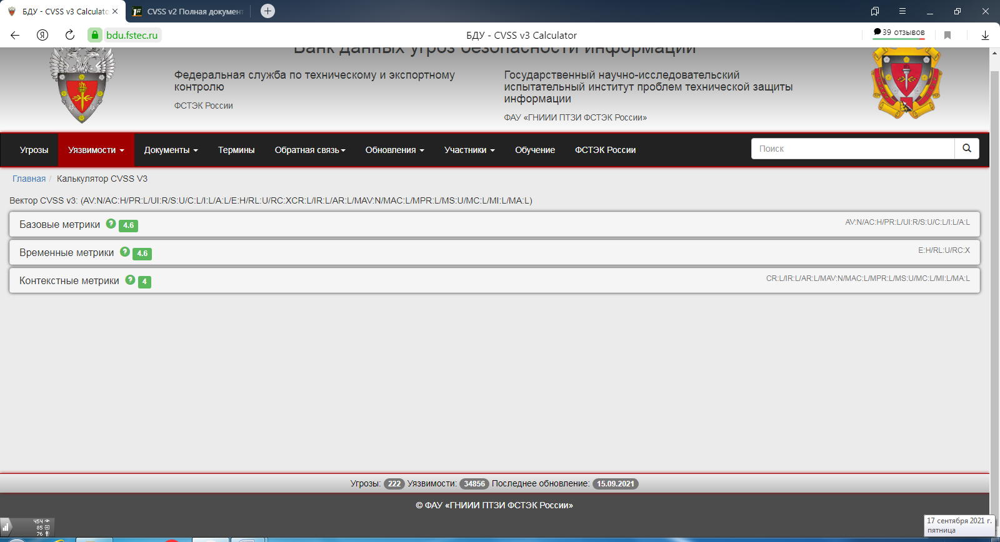 БДУ - CVSS v3 Calculato
CVSS v2 Полная докумен
Я
bdu.fstec.ru
БДУ - CVSS v3 Calculator
39 отзывов
Банк данных угроз безопасности информации
Федеральная служба по техническому и экспортному
контролю
ФСТЭК России
Государственный научно-исследовательский
испытательный институт проблем технической защиты
информации
ФАУ «ГНИИИ ПТЗИ ФСТЭК России»
Угрозы Уязвимости Документы Термины Обратная связь Обновления Участники Обучение ФСТЭК России Поиск
Главная / Калькулятор CVSS V3
Вектор CVSS v3: (AV:N/AC:H/PR:L/UI:R/S:U/C:L/I:L/A:L/E:H/RL:U/RC:XCR:L/IR:L/AR:L/MAV:N/MAC:L/MPR:L/MS:U/MC:L/MI:L/MA:L)
Базовые метрики ? 4.6 AV:N/AC:H/PR:L/UI:R/S:U/C:L/I:L/A:L
Временные метрики ? 4.6 E:H/RL:U/RC:X
Контекстные метрики ? 4 CR:L/IR:L/AR:L/MAV:N/MAC:L/MPR:L/MS:U/MC:L/MI:L/MA:L
Угрозы: 222 Уязвимости: 34856 Последнее обновление: 15.09.2021
© ФАУ «ГНИИИ ПТЗИ ФСТЭК России»
454
85
76
17 сентября 2021 г.
пятница